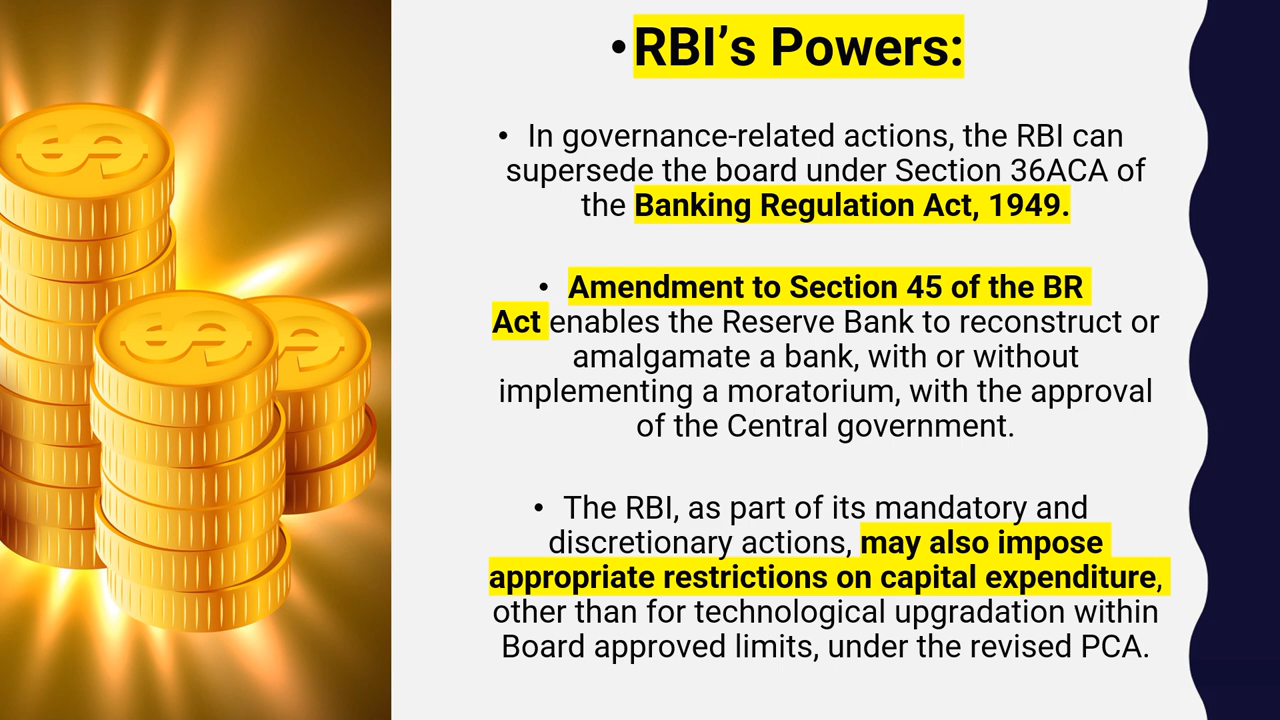 •RBI’s Powers:
• In governance-related actions, the RBI can
supersede the board under Section 36ACA of
the Banking Regulation Act, 1949.
• Amendment to Section 45 of the BR
Act enables the Reserve Bank to reconstruct or
amalgamate a bank, with or without
implementing a moratorium, with the approval
of the Central government.
• The RBI, as part of its mandatory and
discretionary actions, may also impose
appropriate restrictions on capital expenditure,
other than for technological upgradation within
Board approved limits, under the revised PCA.